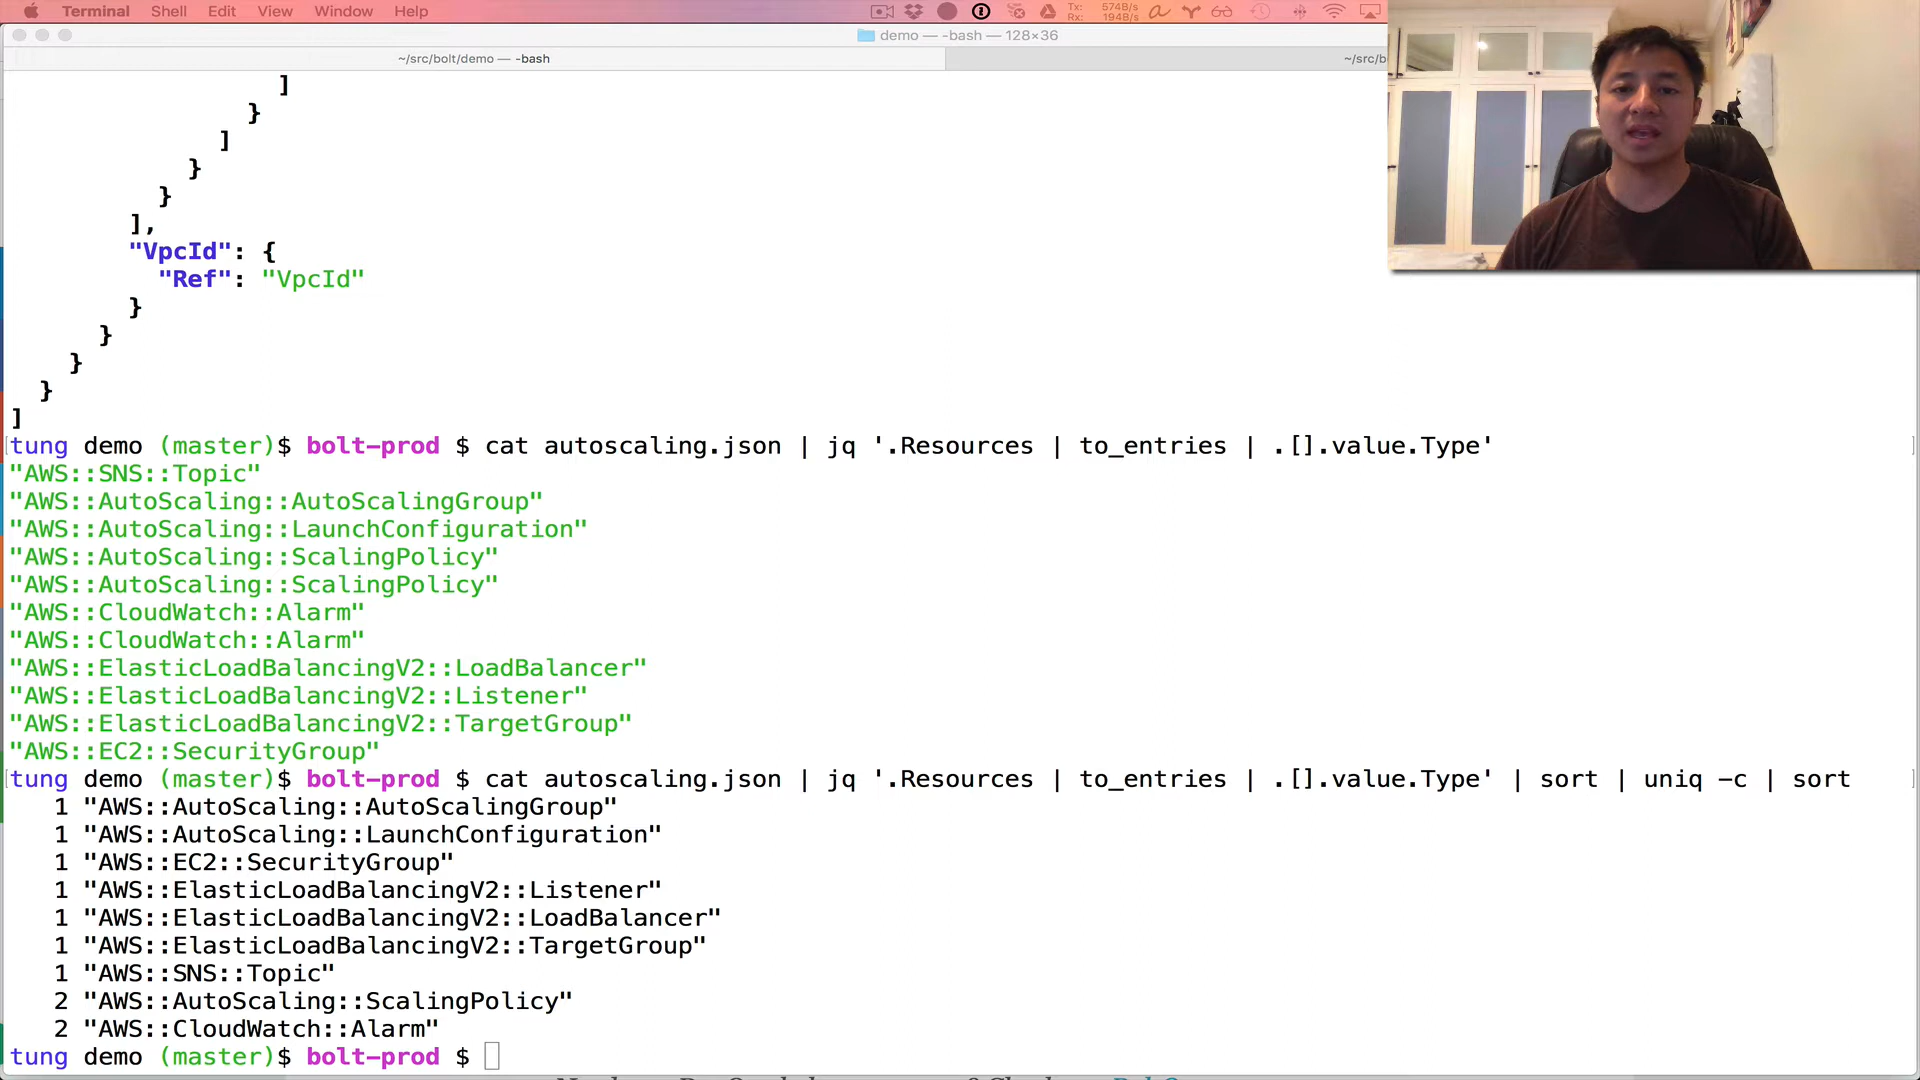 Terminal Shell Edit View Window Help Tx: 574B/s
Rx: 194B/s
demo — -bash — 128×36
~/src/bolt/demo — -bash ~/src/b
]
}
]
}
}
],
"VpcId": {
"Ref": "VpcId"
}
}
}
}
]
tung demo (master)$ bolt-prod $ cat autoscaling.json | jq '.Resources | to_entries | .[].value.Type'
"AWS::SNS::Topic"
"AWS::AutoScaling::AutoScalingGroup"
"AWS::AutoScaling::LaunchConfiguration"
"AWS::AutoScaling::ScalingPolicy"
"AWS::AutoScaling::ScalingPolicy"
"AWS::CloudWatch::Alarm"
"AWS::CloudWatch::Alarm"
"AWS::ElasticLoadBalancingV2::LoadBalancer"
"AWS::ElasticLoadBalancingV2::Listener"
"AWS::ElasticLoadBalancingV2::TargetGroup"
"AWS::EC2::SecurityGroup"
tung demo (master)$ bolt-prod $ cat autoscaling.json | jq '.Resources | to_entries | .[].value.Type' | sort | uniq -c | sort
1 "AWS::AutoScaling::AutoScalingGroup"
1 "AWS::AutoScaling::LaunchConfiguration"
1 "AWS::EC2::SecurityGroup"
1 "AWS::ElasticLoadBalancingV2::Listener"
1 "AWS::ElasticLoadBalancingV2::LoadBalancer"
1 "AWS::ElasticLoadBalancingV2::TargetGroup"
1 "AWS::SNS::Topic"
2 "AWS::AutoScaling::ScalingPolicy"
2 "AWS::CloudWatch::Alarm"
tung demo (master)$ bolt-prod $